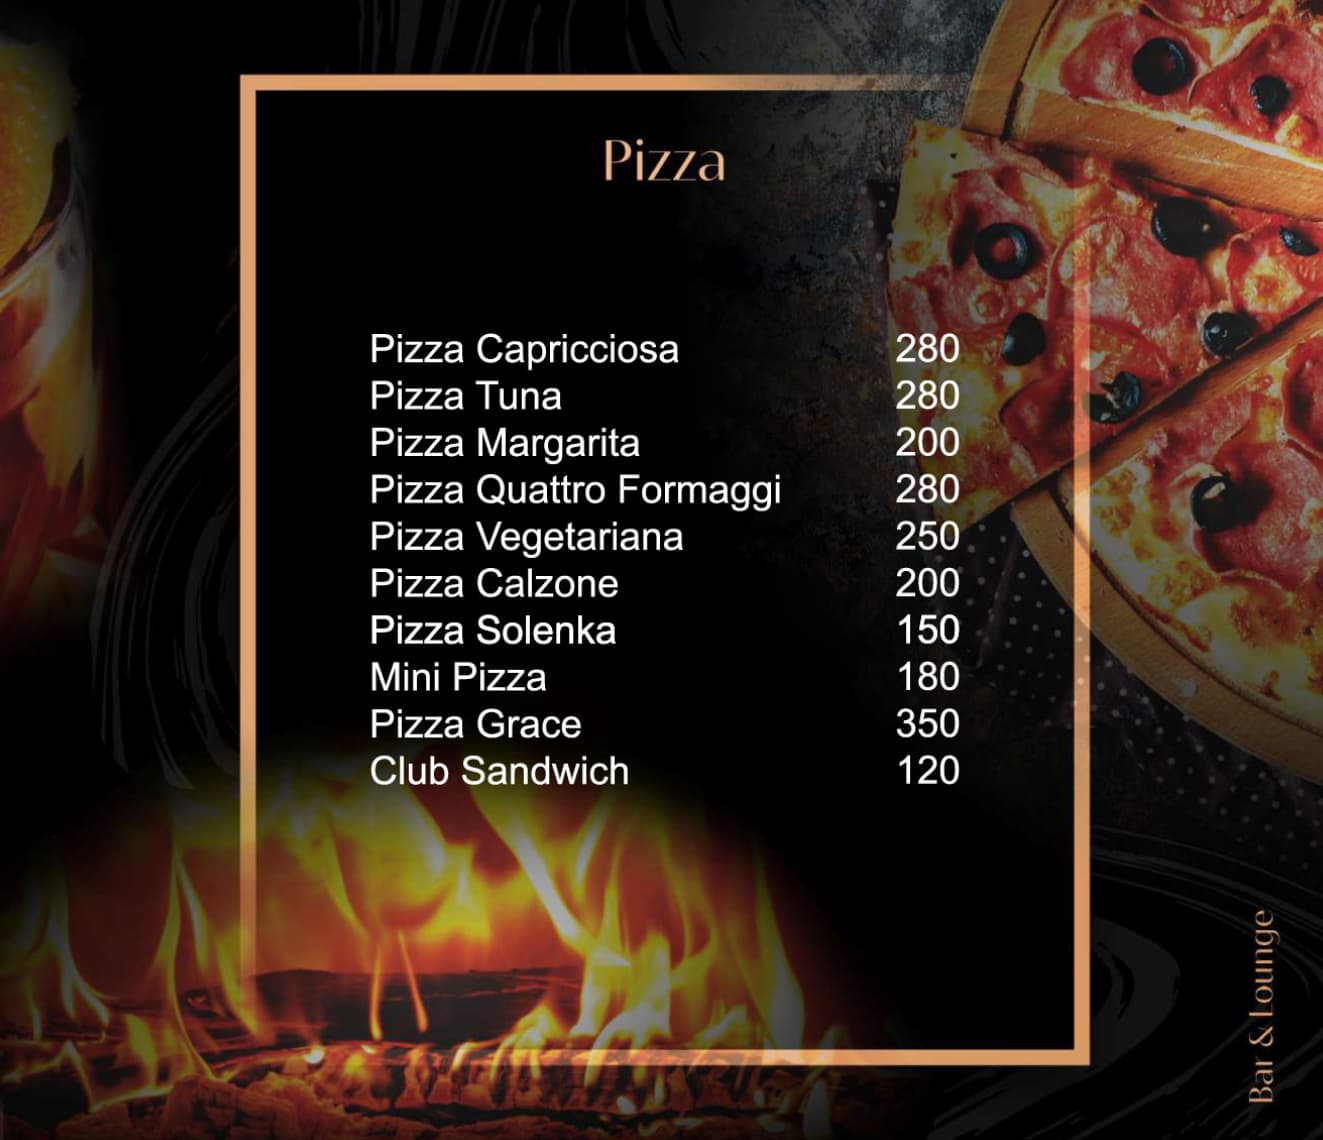 Pizza
Pizza Capricciosa 280
Pizza Tuna 280
Pizza Margarita 200
Pizza Quattro Formaggi 280
Pizza Vegetariana 250
Pizza Calzone 200
Pizza Solenka 150
Mini Pizza 180
Pizza Grace 350
Club Sandwich 120
Bar & Lounge